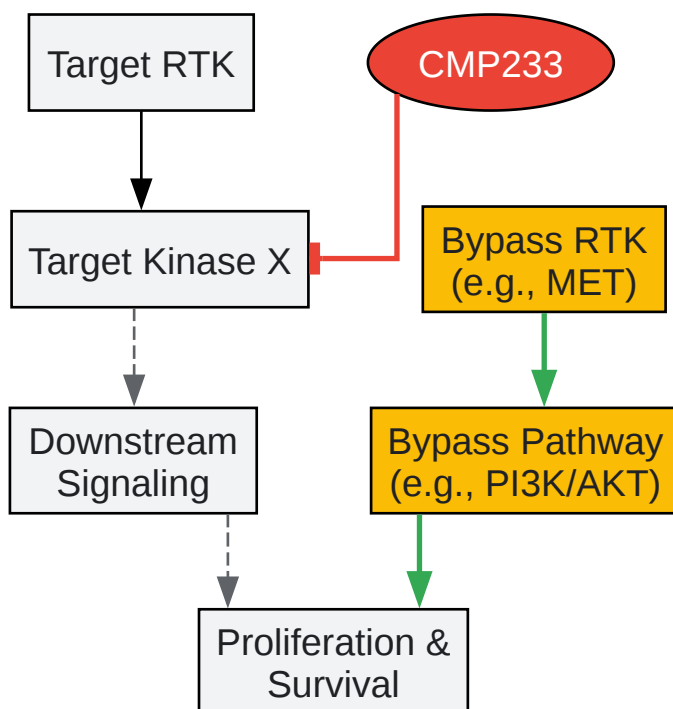 Target RTK
CMP233
Target Kinase X
Bypass RTK
(e.g., MET)
Downstream
Signaling
Bypass Pathway
(e.g., PI3K/AKT)
Proliferation &
Survival